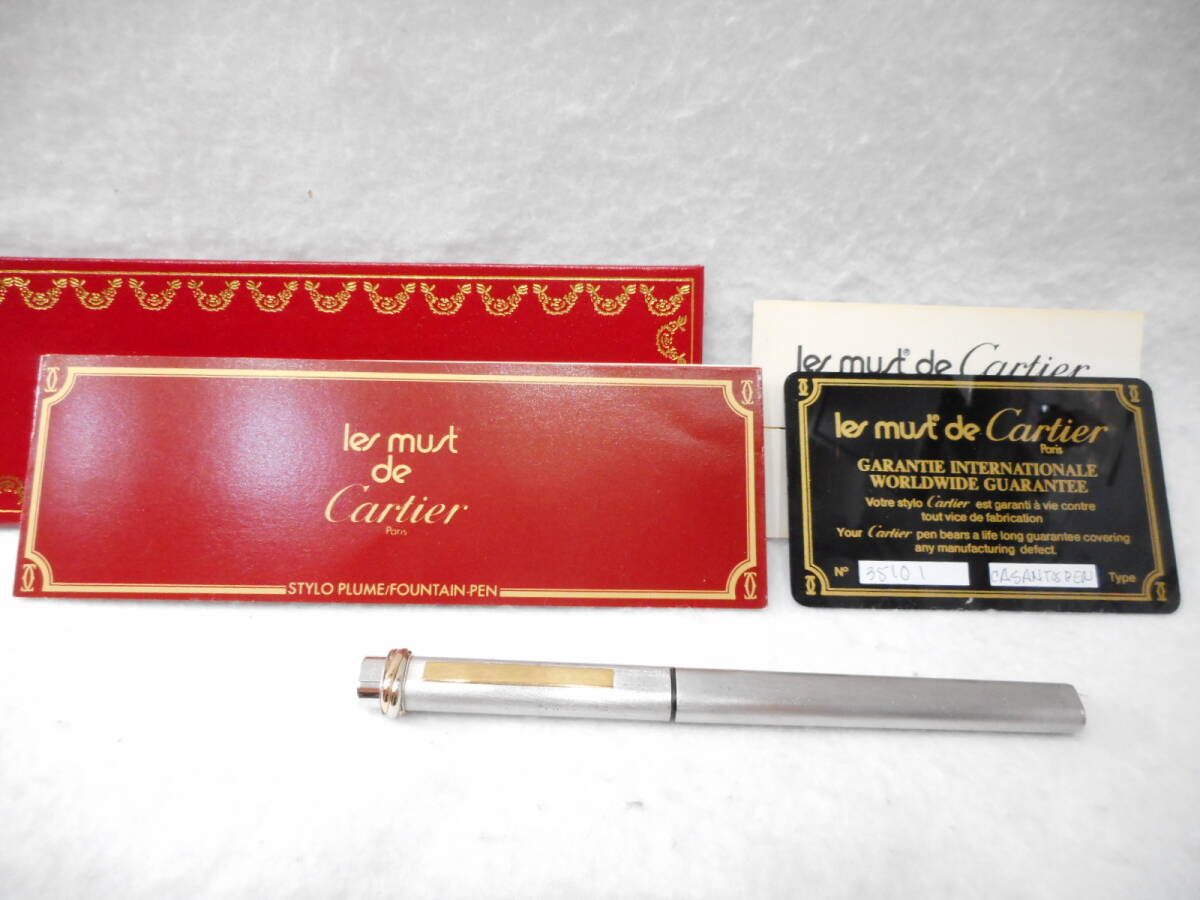 les must de Cartier
les must
de
Cartier
Paris
STYLO PLUME/FOUNTAIN-PEN
les must® de Cartier
Paris
GARANTIE INTERNATIONALE
WORLDWIDE GUARANTEE
Votre stylo Cartier est garanti à vie contre
tout vice de fabrication
Your Cartier pen bears a life long guarantee covering
any manufacturing defect.
Nº 35101 Type